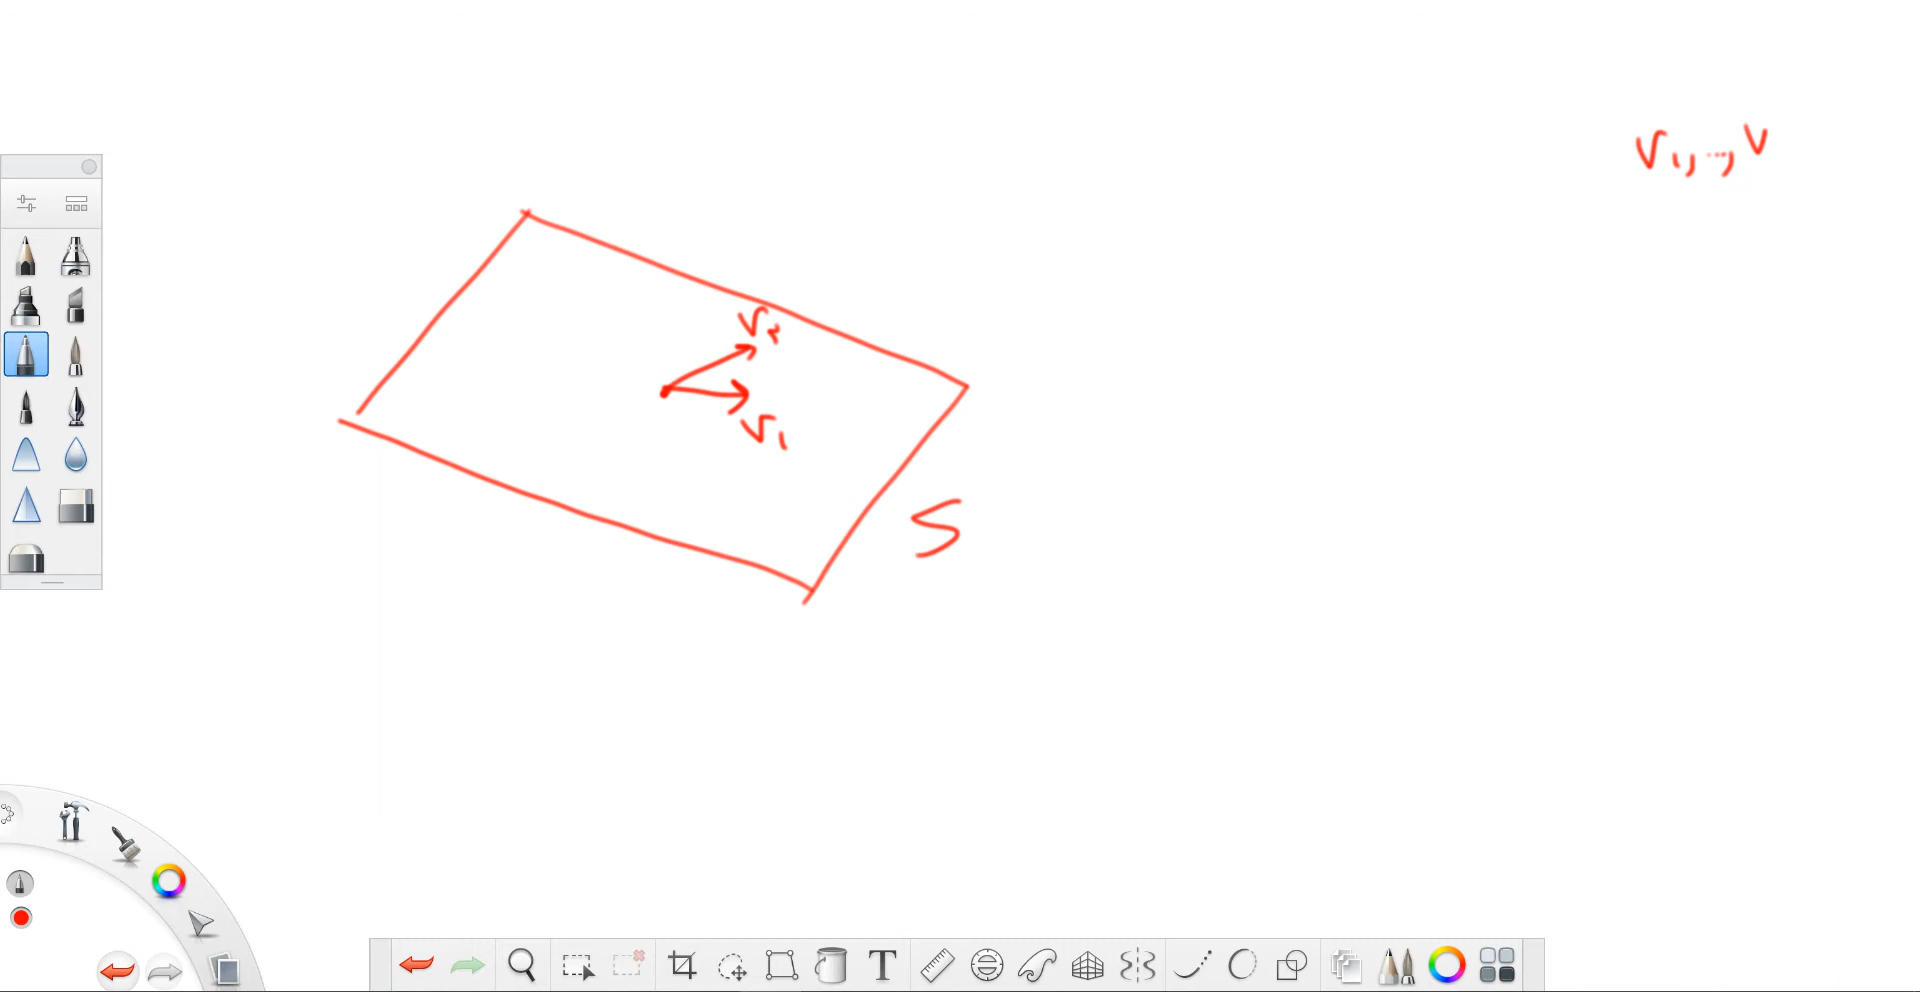 v₁, ..., v
v₂
v₁
S
T